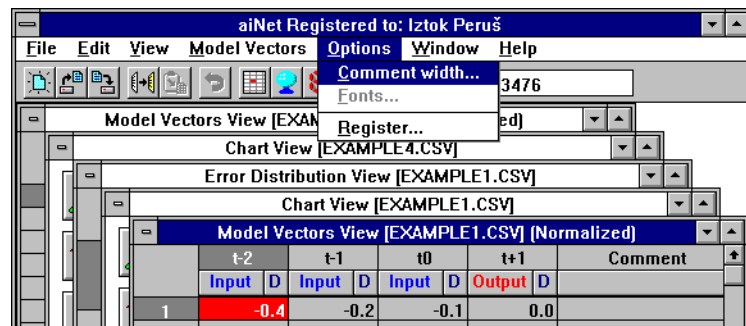 aiNet Registered to: Iztok Peruš
File Edit View Model Vectors Options Window Help
Comment width...
3476
Fonts...
Register...
Model Vectors View [EXAM ed)
Chart View [EXAMPLE4.CSV]
Error Distribution View [EXAMPLE1.CSV]
Chart View [EXAMPLE1.CSV]
Model Vectors View [EXAMPLE1.CSV] (Normalized)
t-2 t-1 t0 t+1 Comment
Input D Input D Input D Output D
1 -0.4 -0.2 -0.1 0.0